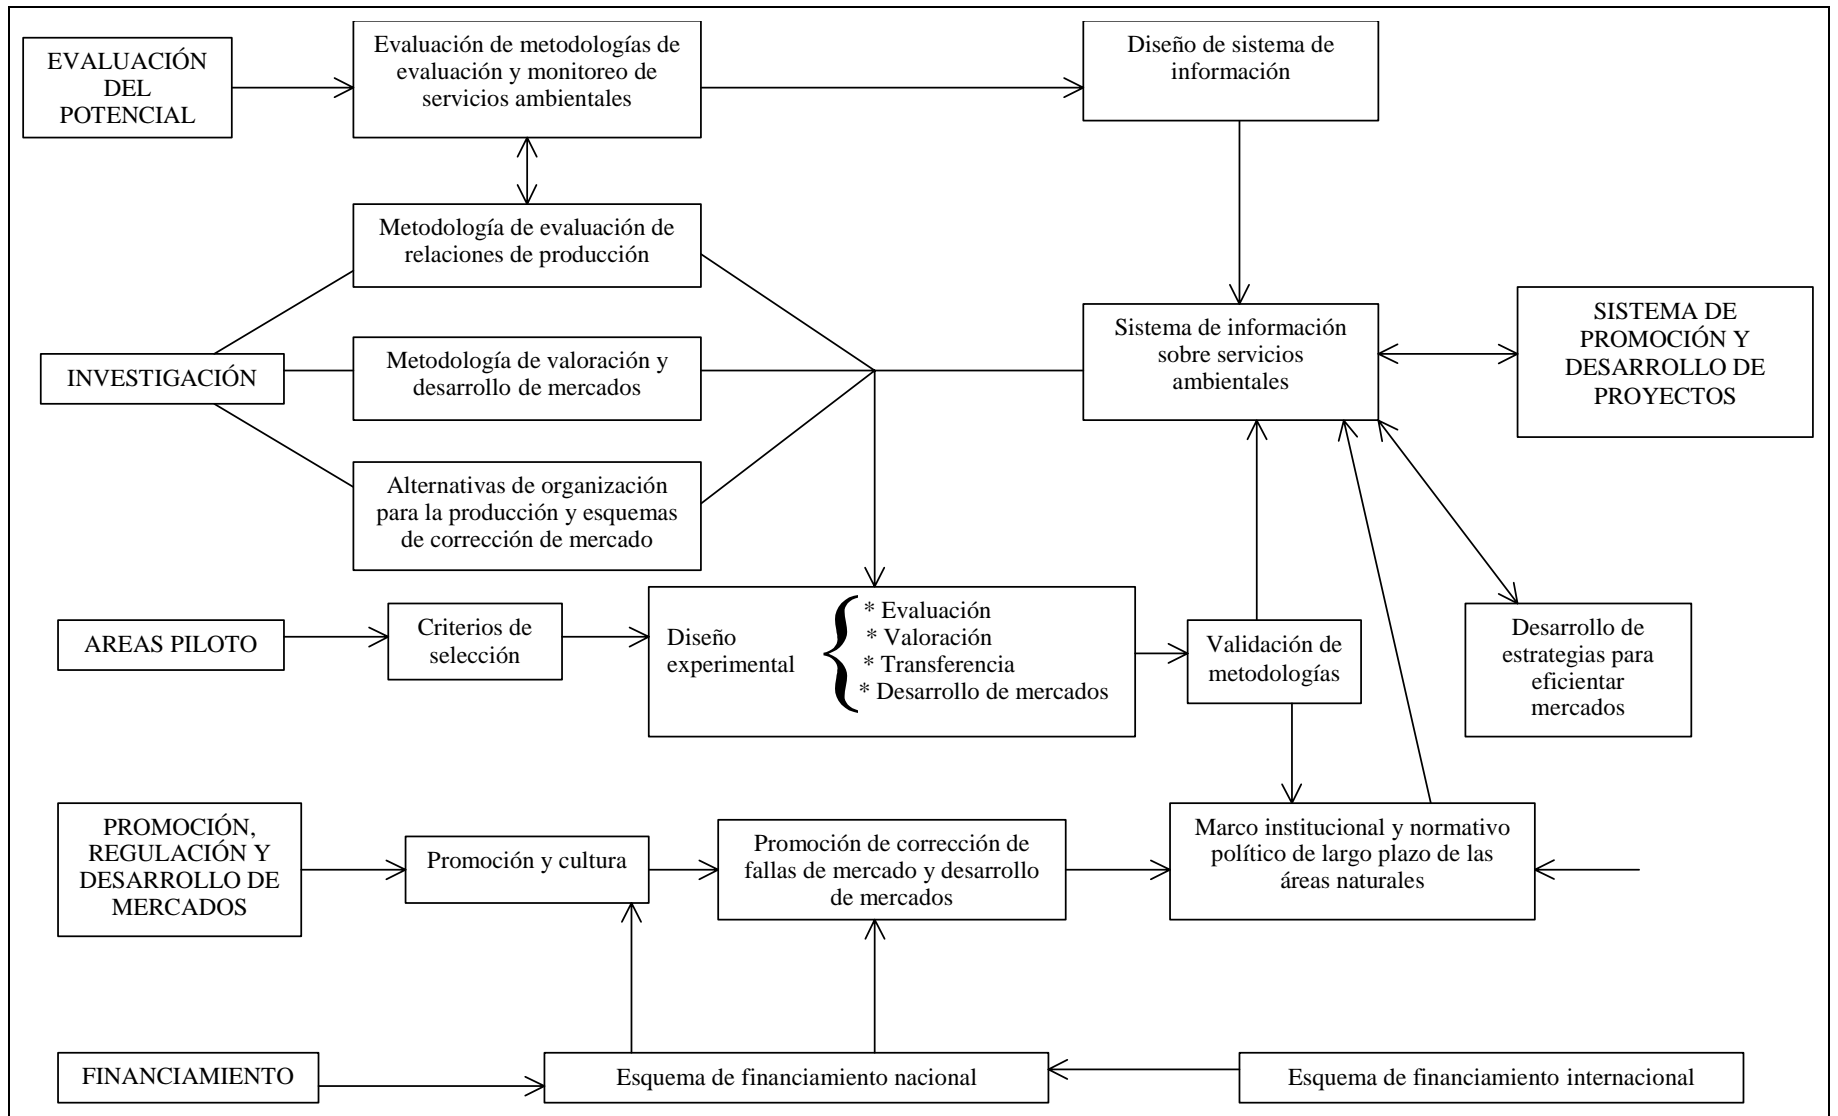 EVALUACIÓN
DEL
POTENCIAL
Evaluación de metodologías de
evaluación y monitoreo de
servicios ambientales
Diseño de sistema de
información
Metodología de evaluación de
relaciones de producción
INVESTIGACIÓN
Metodología de valoración y
desarrollo de mercados
Alternativas de organización
para la producción y esquemas
de corrección de mercado
Sistema de información
sobre servicios
ambientales
SISTEMA DE
PROMOCIÓN Y
DESARROLLO DE
PROYECTOS
AREAS PILOTO
Criterios de
selección
Diseño
experimental
* Evaluación
* Valoración
* Transferencia
* Desarrollo de mercados
Validación de
metodologías
Desarrollo de
estrategias para
eficientar
mercados
PROMOCIÓN,
REGULACIÓN Y
DESARROLLO DE
MERCADOS
Promoción y cultura
Promoción de corrección de
fallas de mercado y desarrollo
de mercados
Marco institucional y normativo
político de largo plazo de las
áreas naturales
FINANCIAMIENTO
Esquema de financiamiento nacional
Esquema de financiamiento internacional